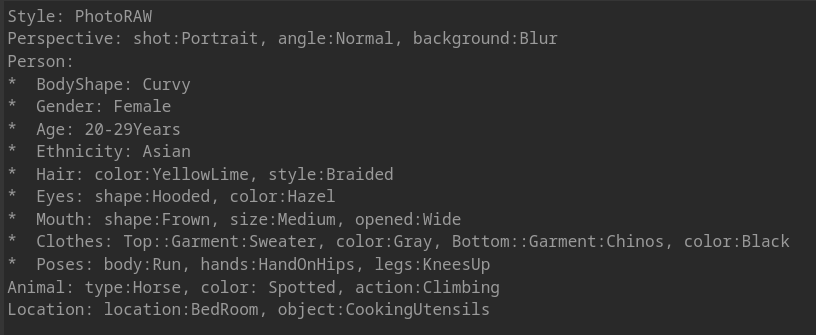 Style: PhotoRAW
Perspective: shot:Portrait, angle:Normal, background:Blur
Person:
*  BodyShape: Curvy
*  Gender: Female
*  Age: 20-29Years
*  Ethnicity: Asian
*  Hair: color:YellowLime, style:Braided
*  Eyes: shape:Hooded, color:Hazel
*  Mouth: shape:Frown, size:Medium, opened:Wide
*  Clothes: Top::Garment:Sweater, color:Gray, Bottom::Garment:Chinos, color:Black
*  Poses: body:Run, hands:HandOnHips, legs:KneesUp
Animal: type:Horse, color: Spotted, action:Climbing
Location: location:BedRoom, object:CookingUtensils